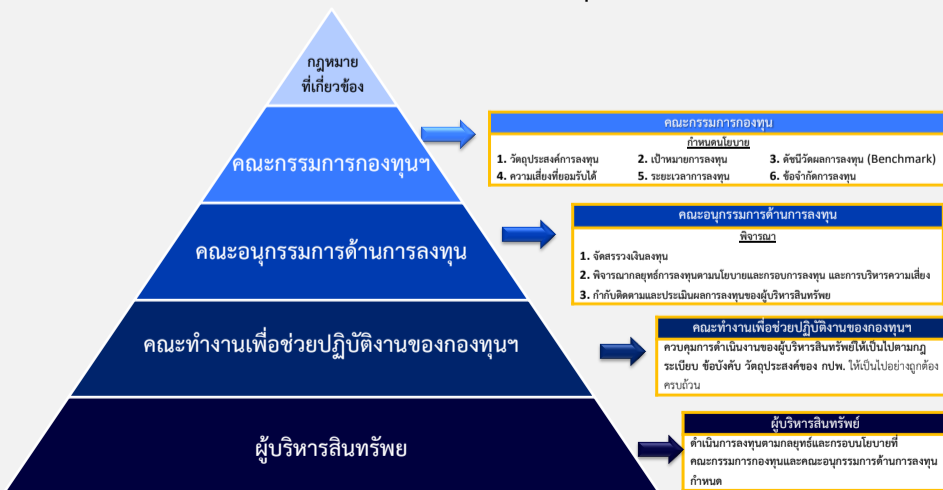 กฎหมาย
ที่เกี่ยวข้อง
คณะกรรมการกองทุนฯ
คณะอนุกรรมการด้านการลงทุน
คณะทำงานเพื่อช่วยปฏิบัติงานของกองทุนฯ
ผู้บริหารสินทรัพย
คณะกรรมการกองทุน
กำหนดนโยบาย
1. วัตถุประสงค์การลงทุน 2. เป้าหมายการลงทุน 3. ดัชนีวัดผลการลงทุน (Benchmark)
4. ความเสี่ยงที่ยอมรับได้ 5. ระยะเวลาการลงทุน 6. ข้อจำกัดการลงทุน
คณะอนุกรรมการด้านการลงทุน
พิจารณา
1. จัดสรรวงเงินลงทุน
2. พิจารณากลยุทธ์การลงทุนตามนโยบายและกรอบการลงทุน และการบริหารความเสี่ยง
3. กำกับติดตามและประเมินผลการลงทุนของผู้บริหารสินทรัพย
คณะทำงานเพื่อช่วยปฏิบัติงานของกองทุนฯ
ควบคุมการดำเนินงานของผู้บริหารสินทรัพย์ให้เป็นไปตามกฎ
ระเบียบ ข้อบังคับ วัตถุประสงค์ของ กปพ. ให้เป็นไปอย่างถูกต้อง
ครบถ้วน
ผู้บริหารสินทรัพย์
ดำเนินการลงทุนตามกลยุทธ์และกรอบนโยบายที่
คณะกรรมการกองทุนและคณะอนุกรรมการด้านการลงทุน
กำหนด